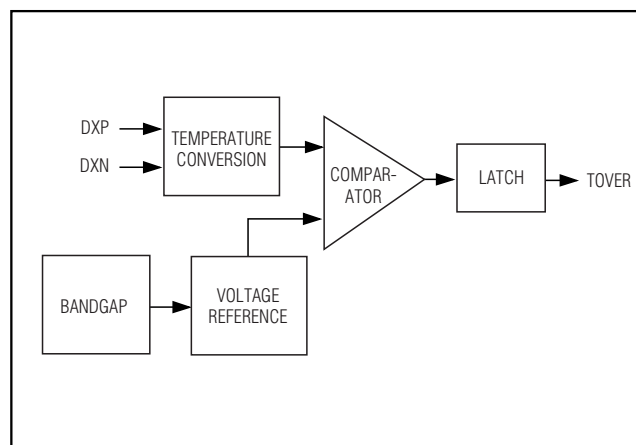 DXP
DXN
TEMPERATURE
CONVERSION
COMPAR-
ATOR
LATCH
TOVER
BANDGAP
VOLTAGE
REFERENCE